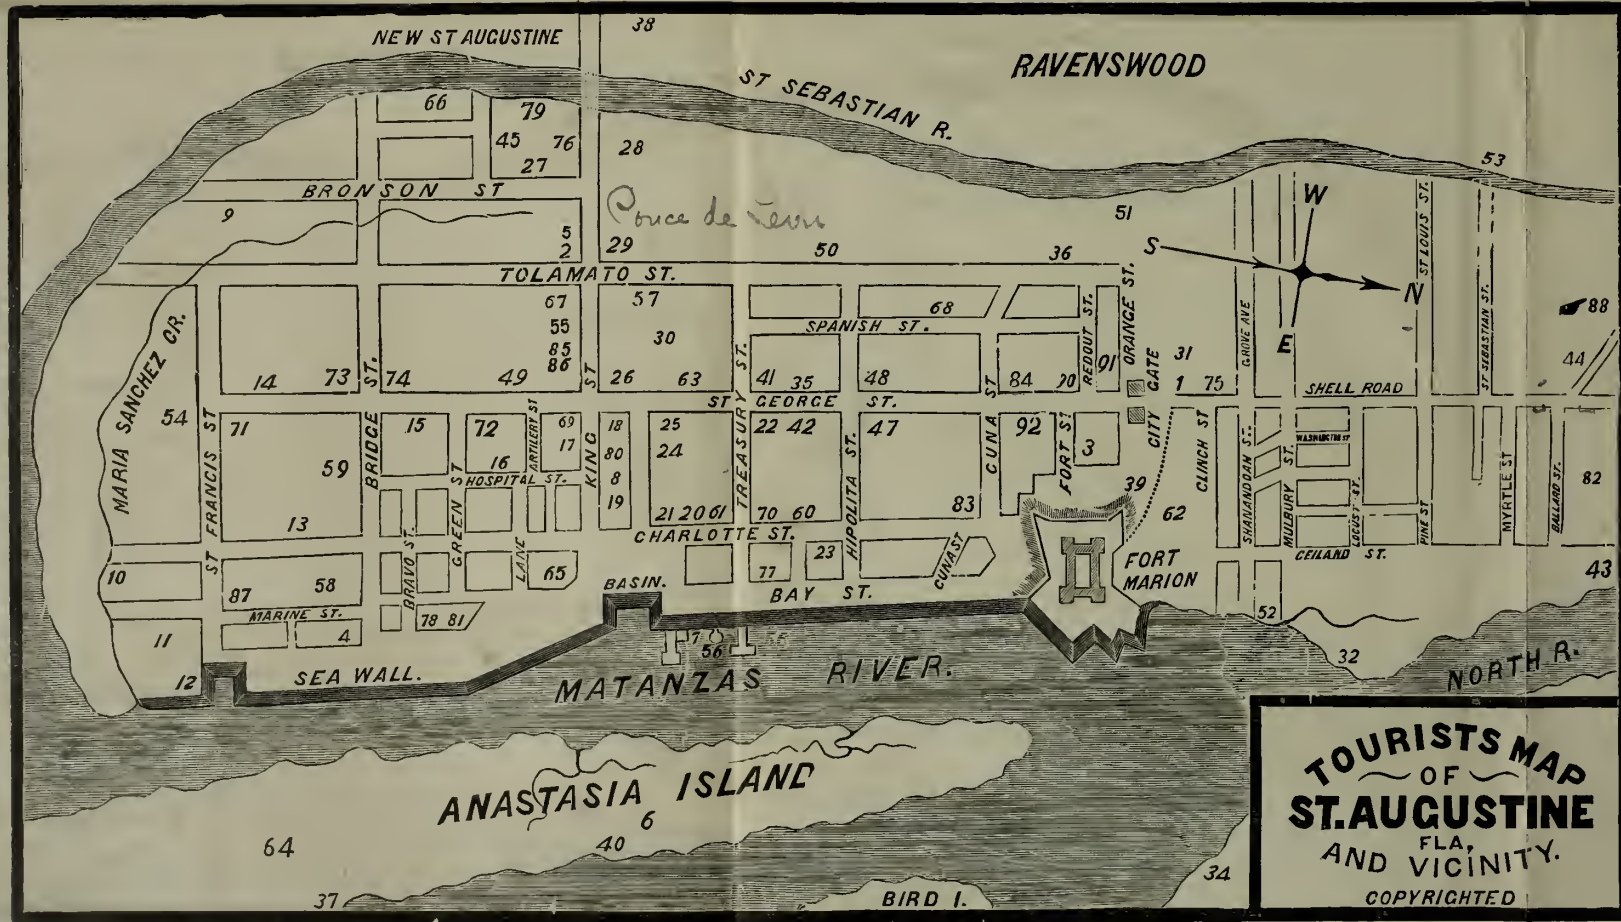 NEW ST AUGUSTINE
38
RAVENSWOOD
ST SEBASTIAN R.
66
79
45
76
27
28
53
BRONSON ST
9
Ponce de Leon
51
W
S
N
E
5
2
29
50
36
TOLAMATO ST.
67
57
55
30
85
86
68
SPANISH ST.
REDOUT ST.
ORANGE ST.
GROVE AVE
ST LOUIS ST.
ST SEBASTIAN ST.
88
44
MARIA SANCHEZ CR.
54
14
73
74
49
26
63
41
35
48
84
90
91
CITY GATE
31
1
75
SHELL ROAD
ST GEORGE ST.
ST FRANCIS ST
71
59
13
BRIDGE ST.
15
72
16
GREEN ST
ARTILERY ST
69
17
HOSPITAL ST.
KING ST
18
80
8
19
25
24
21 20 61
TREASURY ST.
22
42
70
60
HIPOLITA ST.
47
83
CUNA ST
92
FORT ST
3
39
62
CLINCH ST
SHANANDOAN ST.
MULBURY ST.
WASHINGTON ST
LOCUST ST.
PINE ST
MYRTLE ST
BALLARD ST.
82
CHARLOTTE ST.
GEILAND ST.
43
10
87
58
BRAVO ST.
LANE
65
BASIN.
77
23
CUNA ST
BAY ST.
FORT
MARION
MARINE ST.
4
78 81
11
12
SEA WALL.
7
56
56
52
32
MATANZAS RIVER.
NORTH R.
ANASTASIA ISLAND
6
64
40
37
BIRD I.
34
TOURISTS MAP
OF
ST. AUGUSTINE
FLA,
AND VICINITY.
COPYRIGHTED